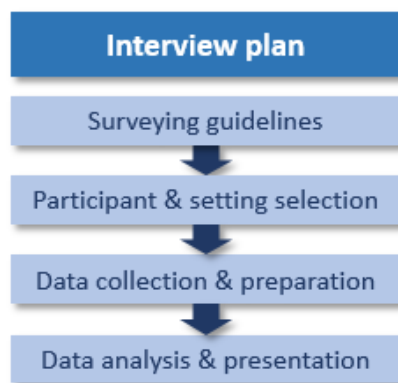 Interview plan
Surveying guidelines
Participant & setting selection
Data collection & preparation
Data analysis & presentation